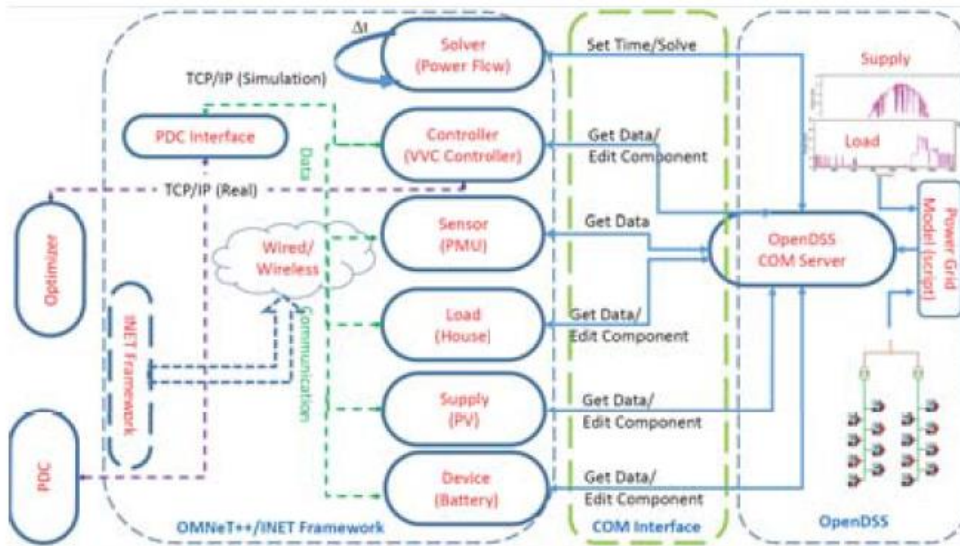 Δt
Solver
(Power Flow)
Set Time/Solve
Supply
TCP/IP (Simulation)
PDC Interface
Controller
(VVC Controller)
Get Data/
Edit Component
Load
Data
TCP/IP (Real)
Optimizer
Wired/
Wireless
Sensor
(PMU)
Get Data
OpenDSS
COM Server
Power Grid
Model (script)
INET Framework
Communication
Load
(House)
Get Data/
Edit Component
Supply
(PV)
Get Data/
Edit Component
PDC
Device
(Battery)
Get Data/
Edit Component
OMNeT++/INET Framework
COM Interface
OpenDSS